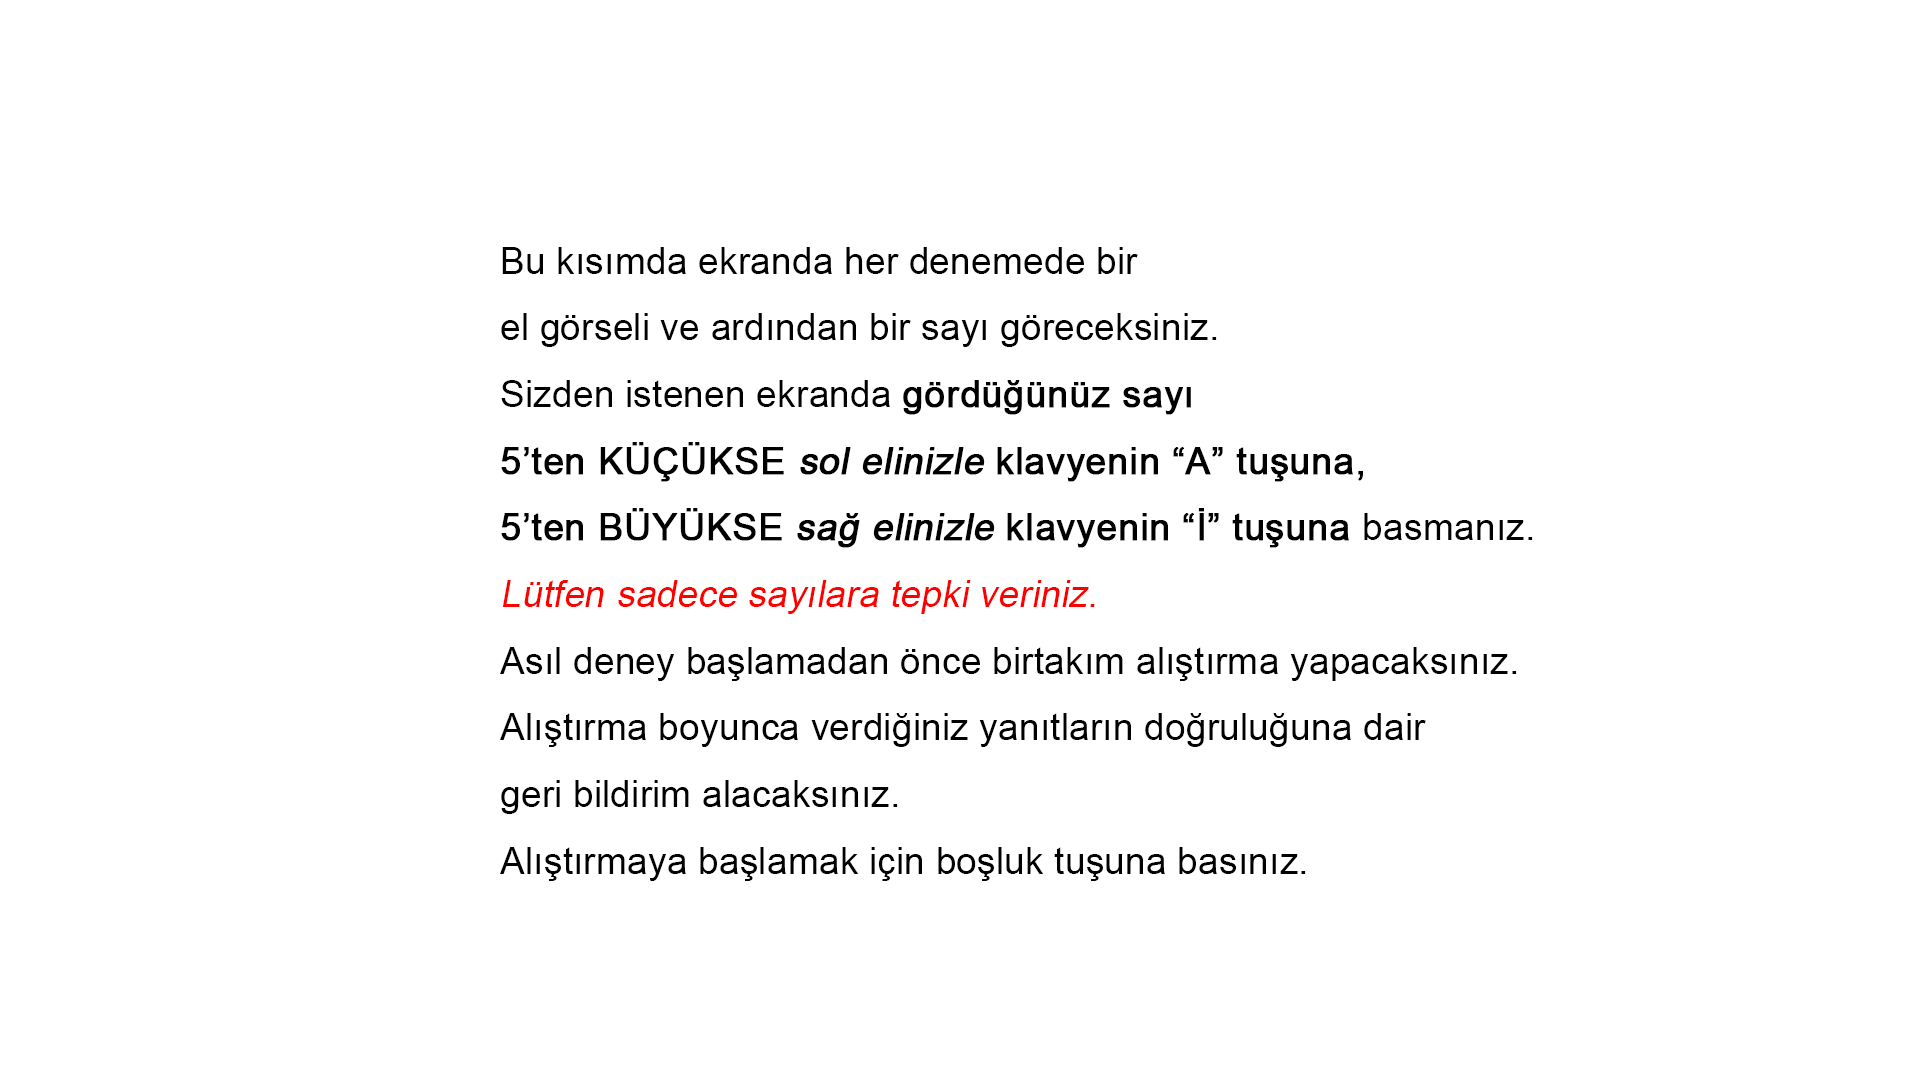 Bu kısımda ekranda her denemede bir
el görseli ve ardından bir sayı göreceksiniz.
Sizden istenen ekranda gördüğünüz sayı
5’ten KÜÇÜKSE sol elinizle klavyenin “A” tuşuna,
5’ten BÜYÜKSE sağ elinizle klavyenin “İ” tuşuna basmanız.
Lütfen sadece sayılara tepki veriniz.
Asıl deney başlamadan önce birtakım alıştırma yapacaksınız.
Alıştırma boyunca verdiğiniz yanıtların doğruluğuna dair
geri bildirim alacaksınız.
Alıştırmaya başlamak için boşluk tuşuna basınız.